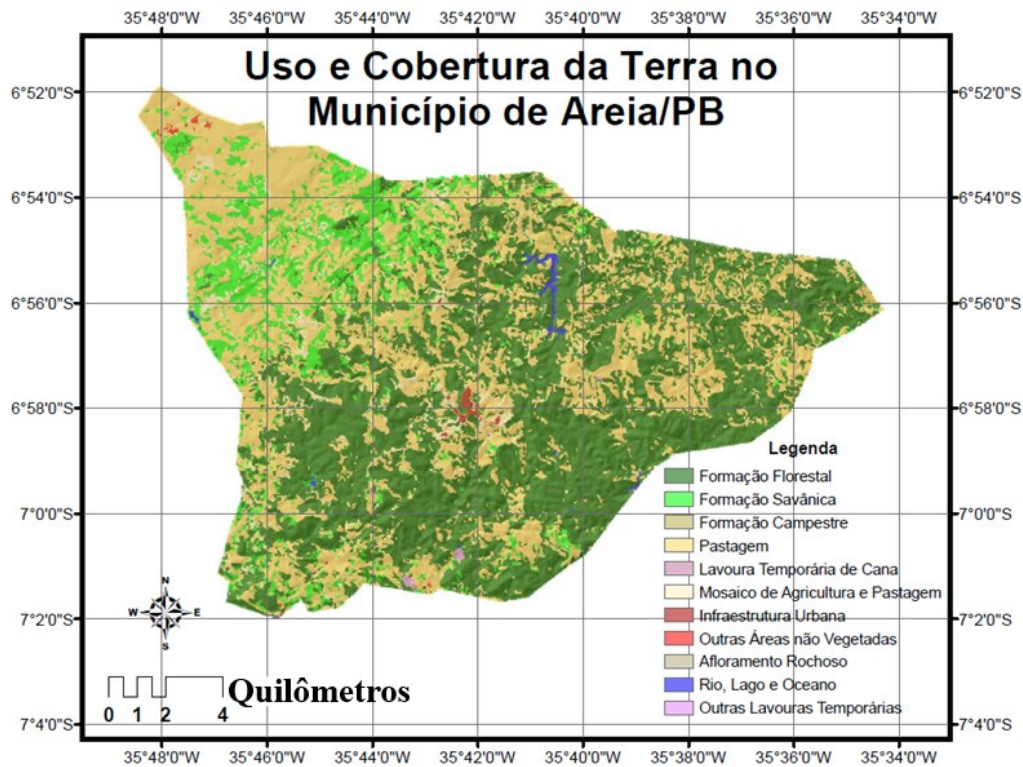 35°48'0"W 35°46'0"W 35°44'0"W 35°42'0"W 35°40'0"W 35°38'0"W 35°36'0"W 35°34'0"W
Uso e Cobertura da Terra no
Município de Areia/PB
6°52'0"S 6°52'0"S
6°54'0"S 6°54'0"S
6°56'0"S 6°56'0"S
6°58'0"S 6°58'0"S
7°0'0"S 7°0'0"S
7°2'0"S 7°2'0"S
7°4'0"S 7°4'0"S
Legenda
Formação Florestal
Formação Savânica
Formação Campestre
Pastagem
Lavoura Temporária de Cana
Mosaico de Agricultura e Pastagem
Infraestrutura Urbana
Outras Áreas não Vegetadas
Afloramento Rochoso
Rio, Lago e Oceano
Outras Lavouras Temporárias
N
W E
S
Quilômetros
0 1 2 4
35°48'0"W 35°46'0"W 35°44'0"W 35°42'0"W 35°40'0"W 35°38'0"W 35°36'0"W 35°34'0"W